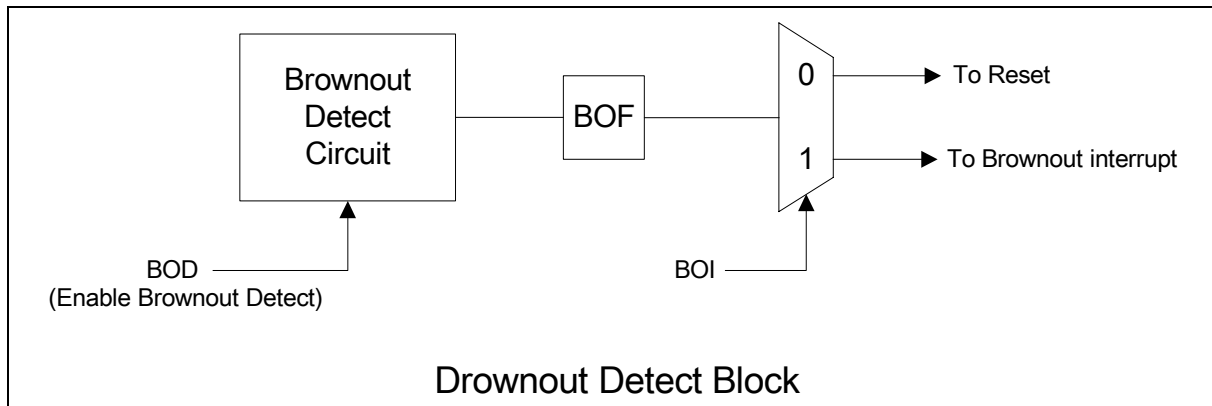 Brownout
Detect
Circuit
BOF
0
To Reset
1
To Brownout interrupt
BOD
(Enable Brownout Detect)
BOI
Drownout Detect Block